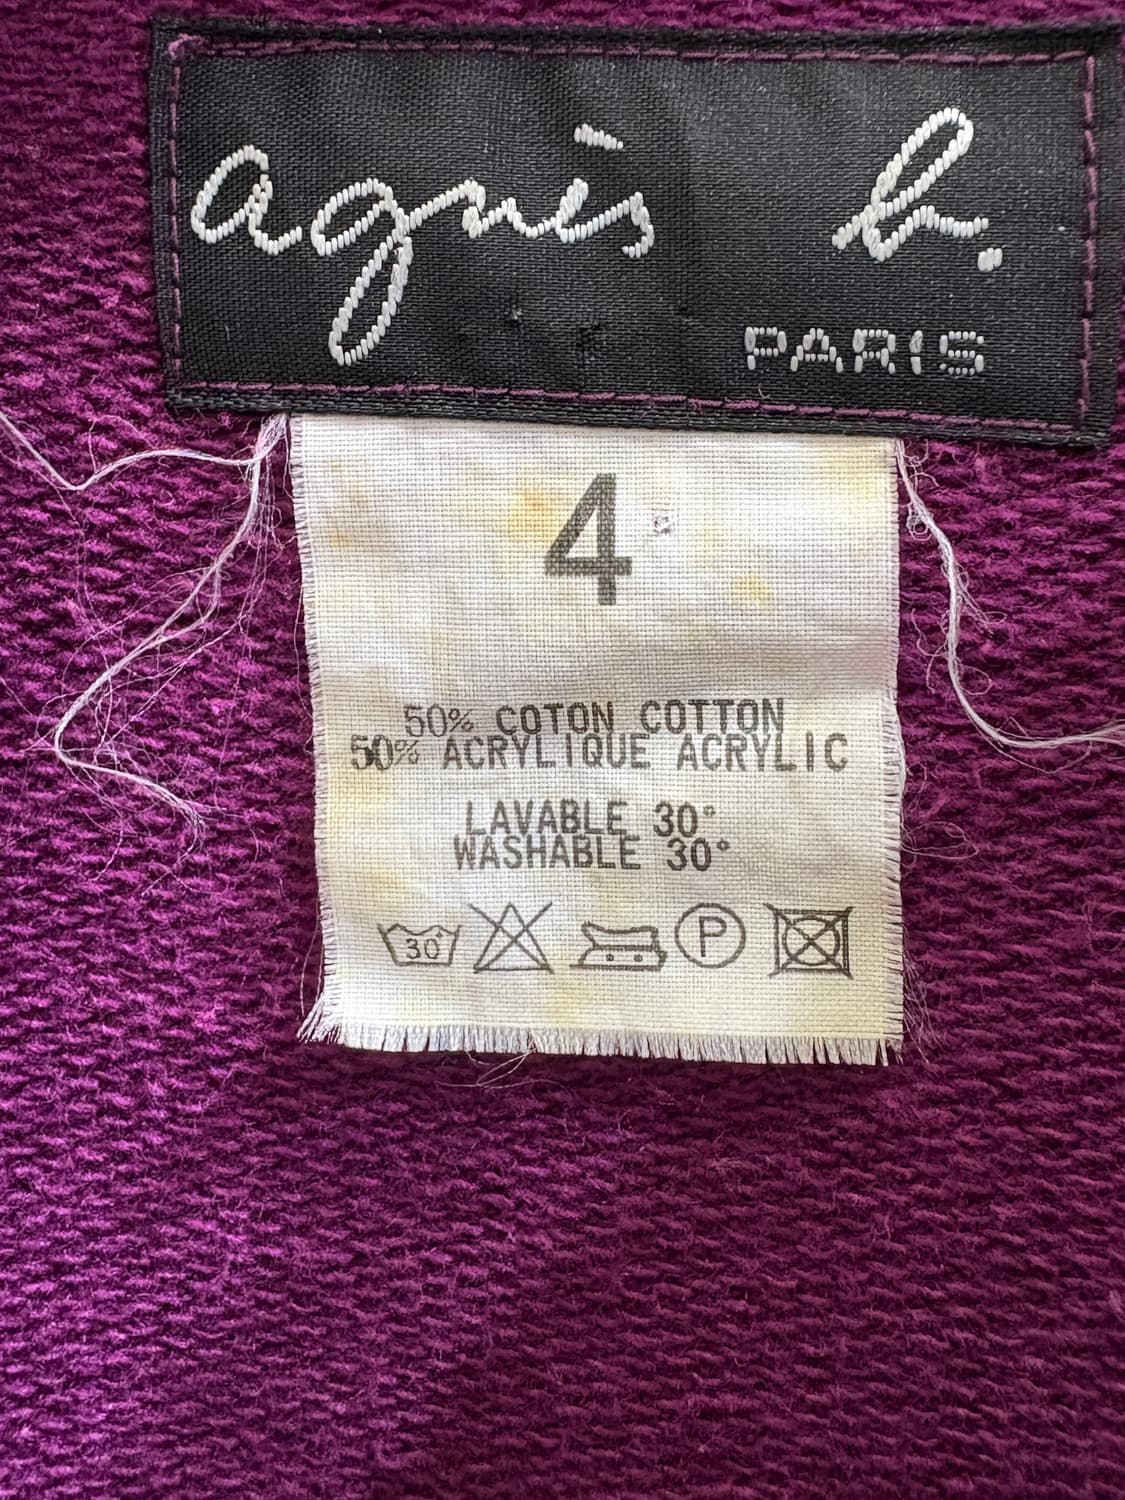 agnès b.
PARIS
4
50% COTON COTTON
50% ACRYLIQUE ACRYLIC
LAVABLE 30°
WASHABLE 30°
30° P